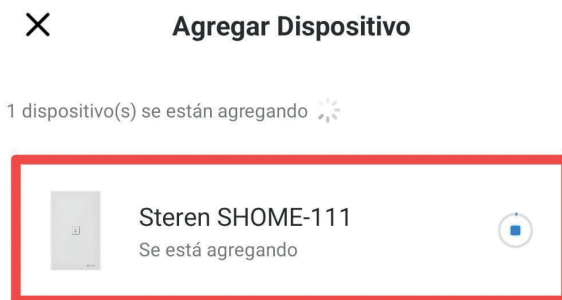 Agregar Dispositivo
1 dispositivo(s) se están agregando
Steren SHOME-111
Se está agregando